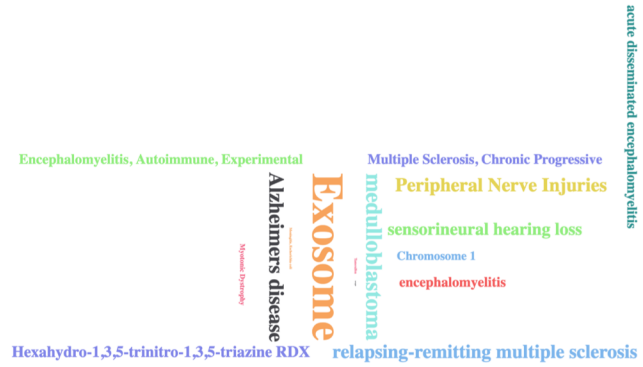 acute disseminated encephalomyelitis
Encephalomyelitis, Autoimmune, Experimental
Multiple Sclerosis, Chronic Progressive
Alzheimers disease
Exosome
medulloblastoma
Peripheral Nerve Injuries
sensorineural hearing loss
Myotonic Dystrophy
Chromosome 1
encephalomyelitis
Hexahydro-1,3,5-trinitro-1,3,5-triazine RDX
relapsing-remitting multiple sclerosis